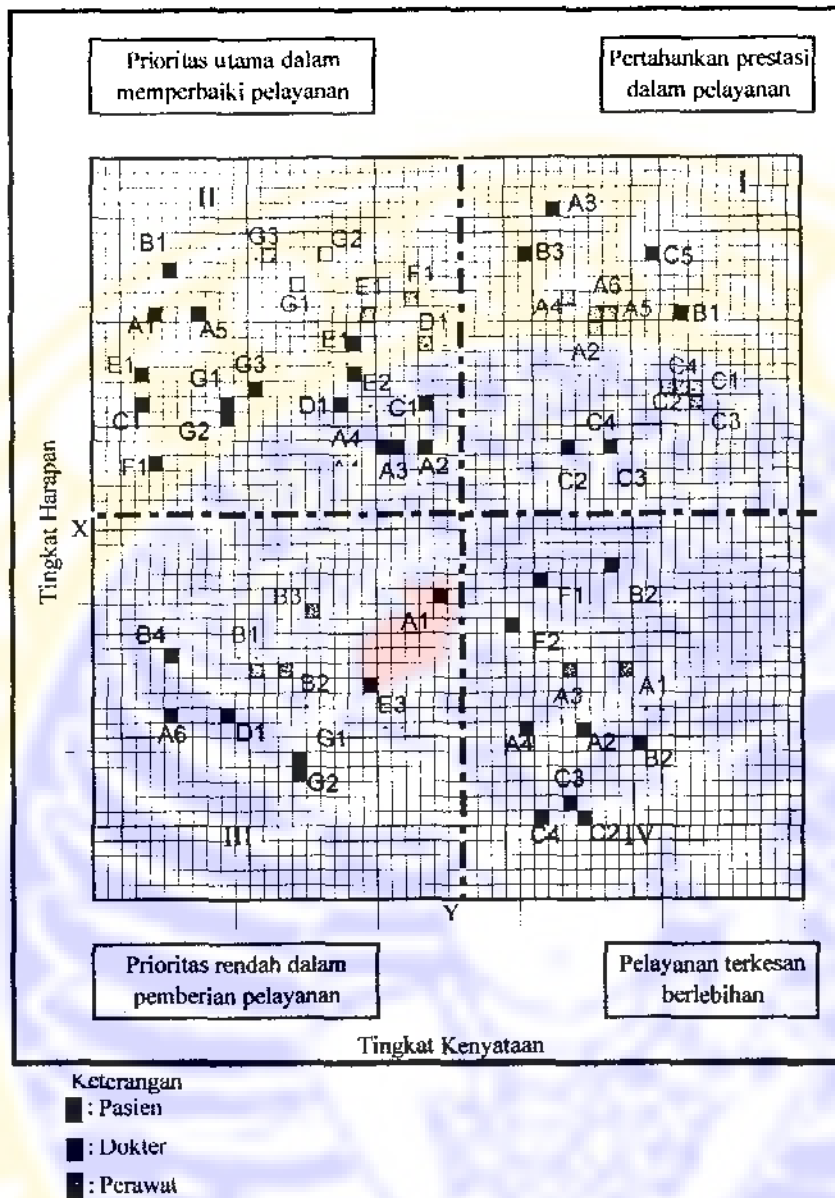 Prioritas utama dalam
memperbaiki pelayanan
Pertahankan prestasi
dalam pelayanan
II
I
A3
B1
G3
G2
B3
C5
F1
G1
E1
A4
A6
A5
B1
A1
A5
D1
E1
A2
E1
G3
E2
C4
C1
G1
D1
C1
C2
C1
G2
C3
A4
C4
F1
A3
A2
C2
C3
X
Tingkat Harapan
B3
F1
B2
A1
B4
B1
F2
B2
A3
A1
E3
A6
D1
G1
A4
A2
B2
G2
C3
III
C4
C2
IV
Y
Prioritas rendah dalam
pemberian pelayanan
Pelayanan terkesan
berlebihan
Tingkat Kenyataan
Keterangan
: Pasien
: Dokter
: Perawat